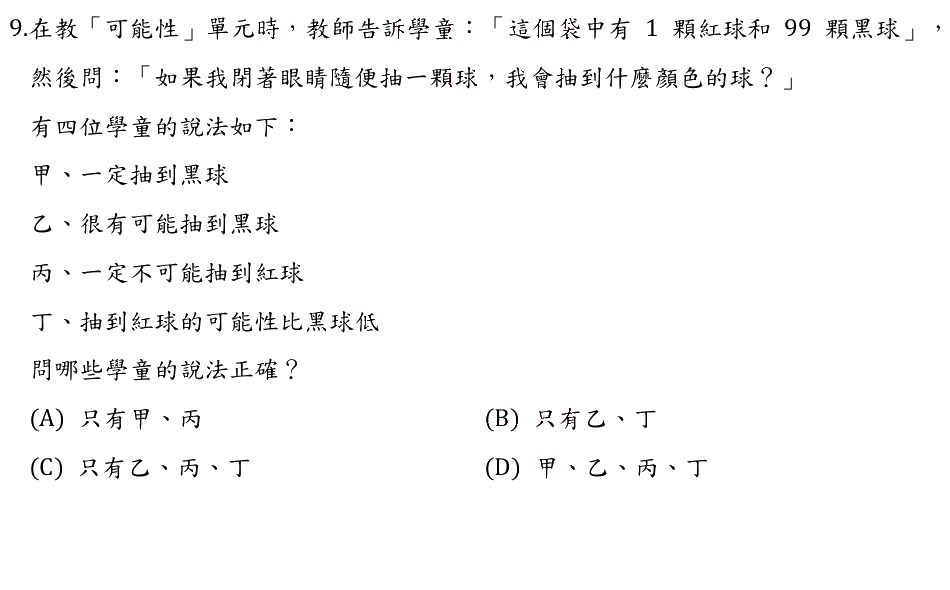 9.在教「可能性」單元時，教師告訴學童：「這個袋中有 1 顆紅球和 99 顆黑球」，
然後問：「如果我閉著眼睛隨便抽一顆球，我會抽到什麼顏色的球？」
有四位學童的說法如下：
甲、一定抽到黑球
乙、很有可能抽到黑球
丙、一定不可能抽到紅球
丁、抽到紅球的可能性比黑球低
問哪些學童的說法正確？
(A) 只有甲、丙 (B) 只有乙、丁
(C) 只有乙、丙、丁 (D) 甲、乙、丙、丁